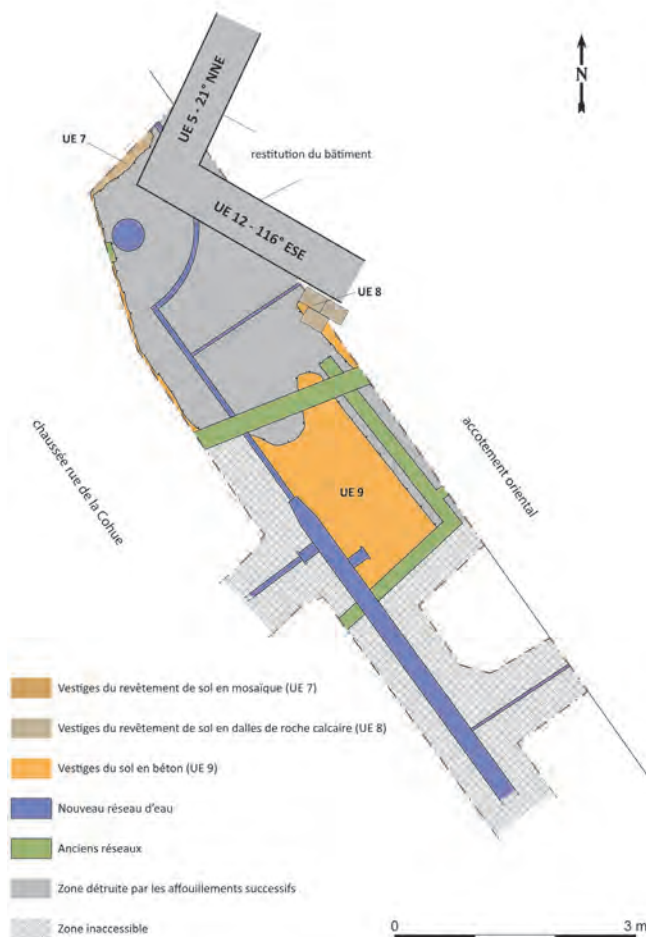 UE 5 - 21° NNE
N
UE 7
restitution du bâtiment
UE 12 - 116° ESE
UE 8
chaussée rue de la Cohue
accotement oriental
UE 9
Vestiges du revêtement de sol en mosaïque (UE 7)
Vestiges du revêtement de sol en dalles de roche calcaire (UE 8)
Vestiges du sol en béton (UE 9)
Nouveau réseau d'eau
Anciens réseaux
Zone détruite par les affouillements successifs
Zone inaccessible
0 3 m